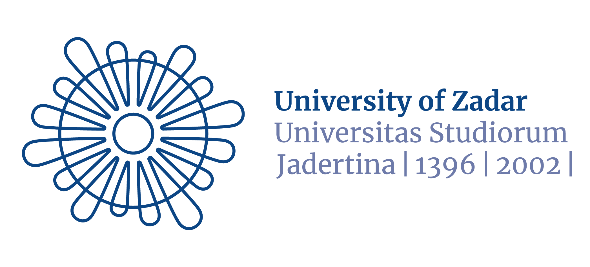 University of Zadar
Universitas Studiorum
Jadertina | 1396 | 2002 |